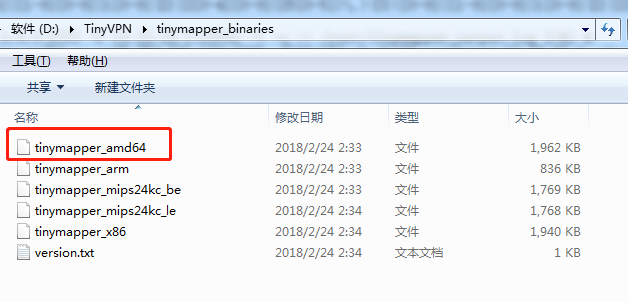 软件 (D:) ▸ TinyVPN ▸ tinymapper_binaries
工具(T) 帮助(H)
共享 新建文件夹
名称 修改日期 类型 大小
tinymapper_amd64 2018/2/24 2:33 文件 1,962 KB
tinymapper_arm 2018/2/24 2:33 文件 836 KB
tinymapper_mips24kc_be 2018/2/24 2:33 文件 1,769 KB
tinymapper_mips24kc_le 2018/2/24 2:34 文件 1,768 KB
tinymapper_x86 2018/2/24 2:34 文件 1,940 KB
version.txt 2018/2/24 2:34 文本文档 1 KB